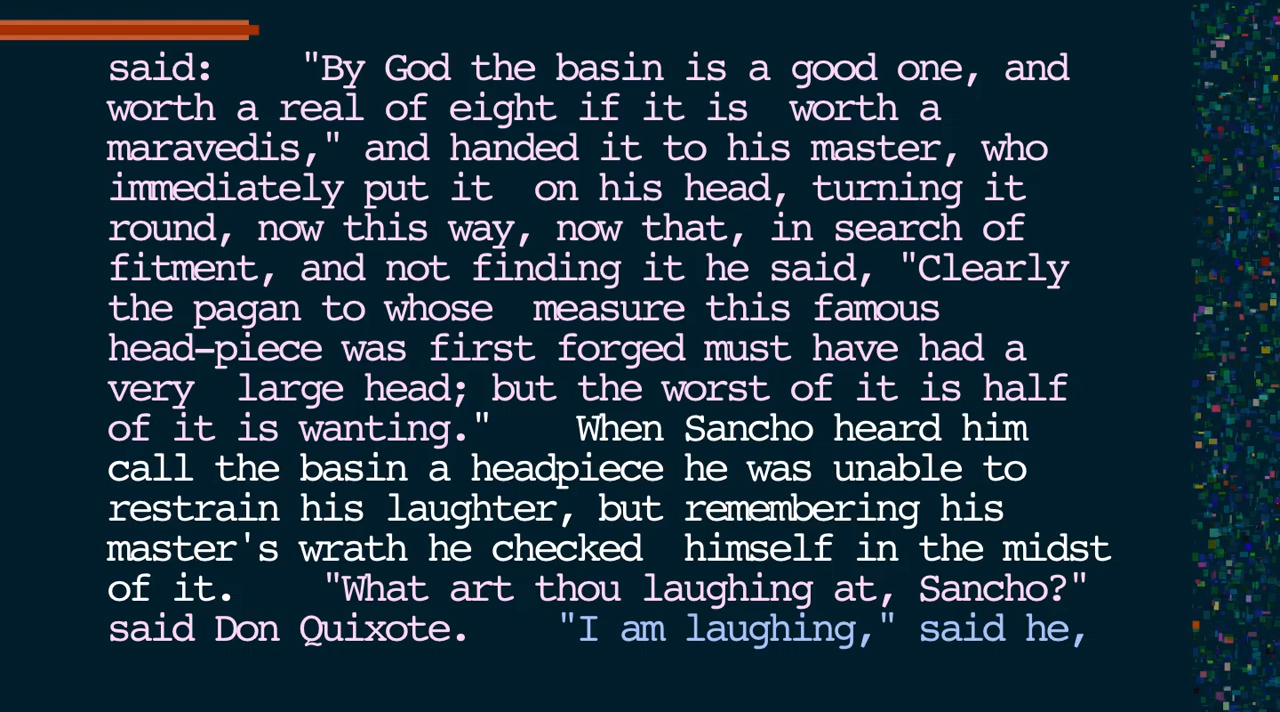 said:    "By God the basin is a good one, and
worth a real of eight if it is  worth a
maravedis," and handed it to his master, who
immediately put it  on his head, turning it
round, now this way, now that, in search of
fitment, and not finding it he said, "Clearly
the pagan to whose  measure this famous
head-piece was first forged must have had a
very  large head; but the worst of it is half
of it is wanting."    When Sancho heard him
call the basin a headpiece he was unable to
restrain his laughter, but remembering his
master's wrath he checked  himself in the midst
of it.    "What art thou laughing at, Sancho?"
said Don Quixote.    "I am laughing," said he,